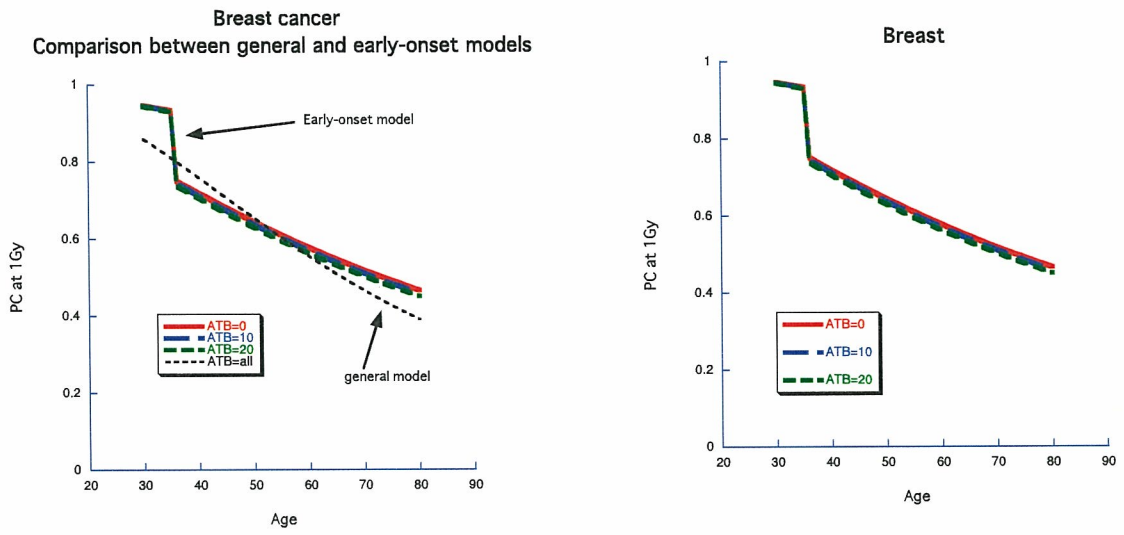 Breast cancer
Comparison between general and early-onset models
1
0.8
0.6
0.4
0.2
0
PC at 1Gy
20 30 40 50 60 70 80 90
Age
Early-onset model
general model
ATB=0
ATB=10
ATB=20
ATB=all
Breast
1
0.8
0.6
0.4
0.2
0
PC at 1Gy
20 30 40 50 60 70 80 90
Age
ATB=0
ATB=10
ATB=20